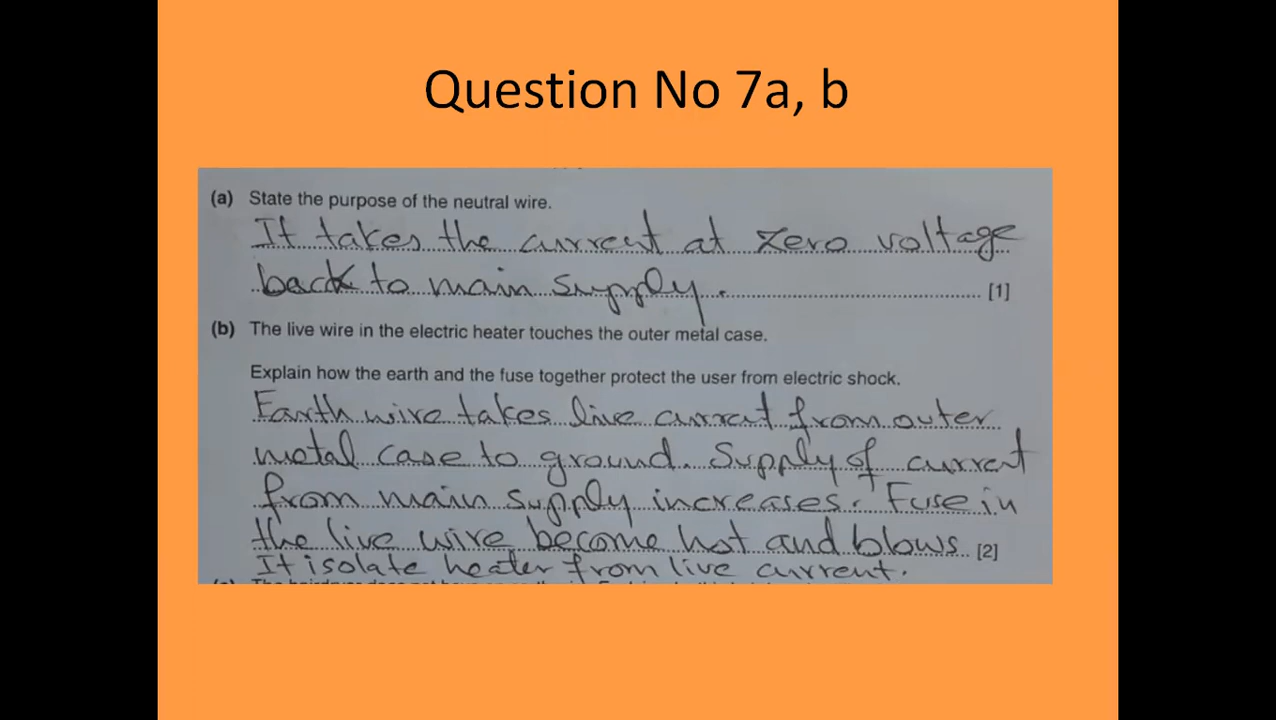 Question No 7a, b
(a) State the purpose of the neutral wire.
It takes the current at zero voltage
back to main supply. [1]
(b) The live wire in the electric heater touches the outer metal case.
Explain how the earth and the fuse together protect the user from electric shock.
Earth wire takes live current from outer
metal case to ground. Supply of current
from main supply increases. Fuse in
the live wire become hot and blows. [2]
It isolate heater from live current.